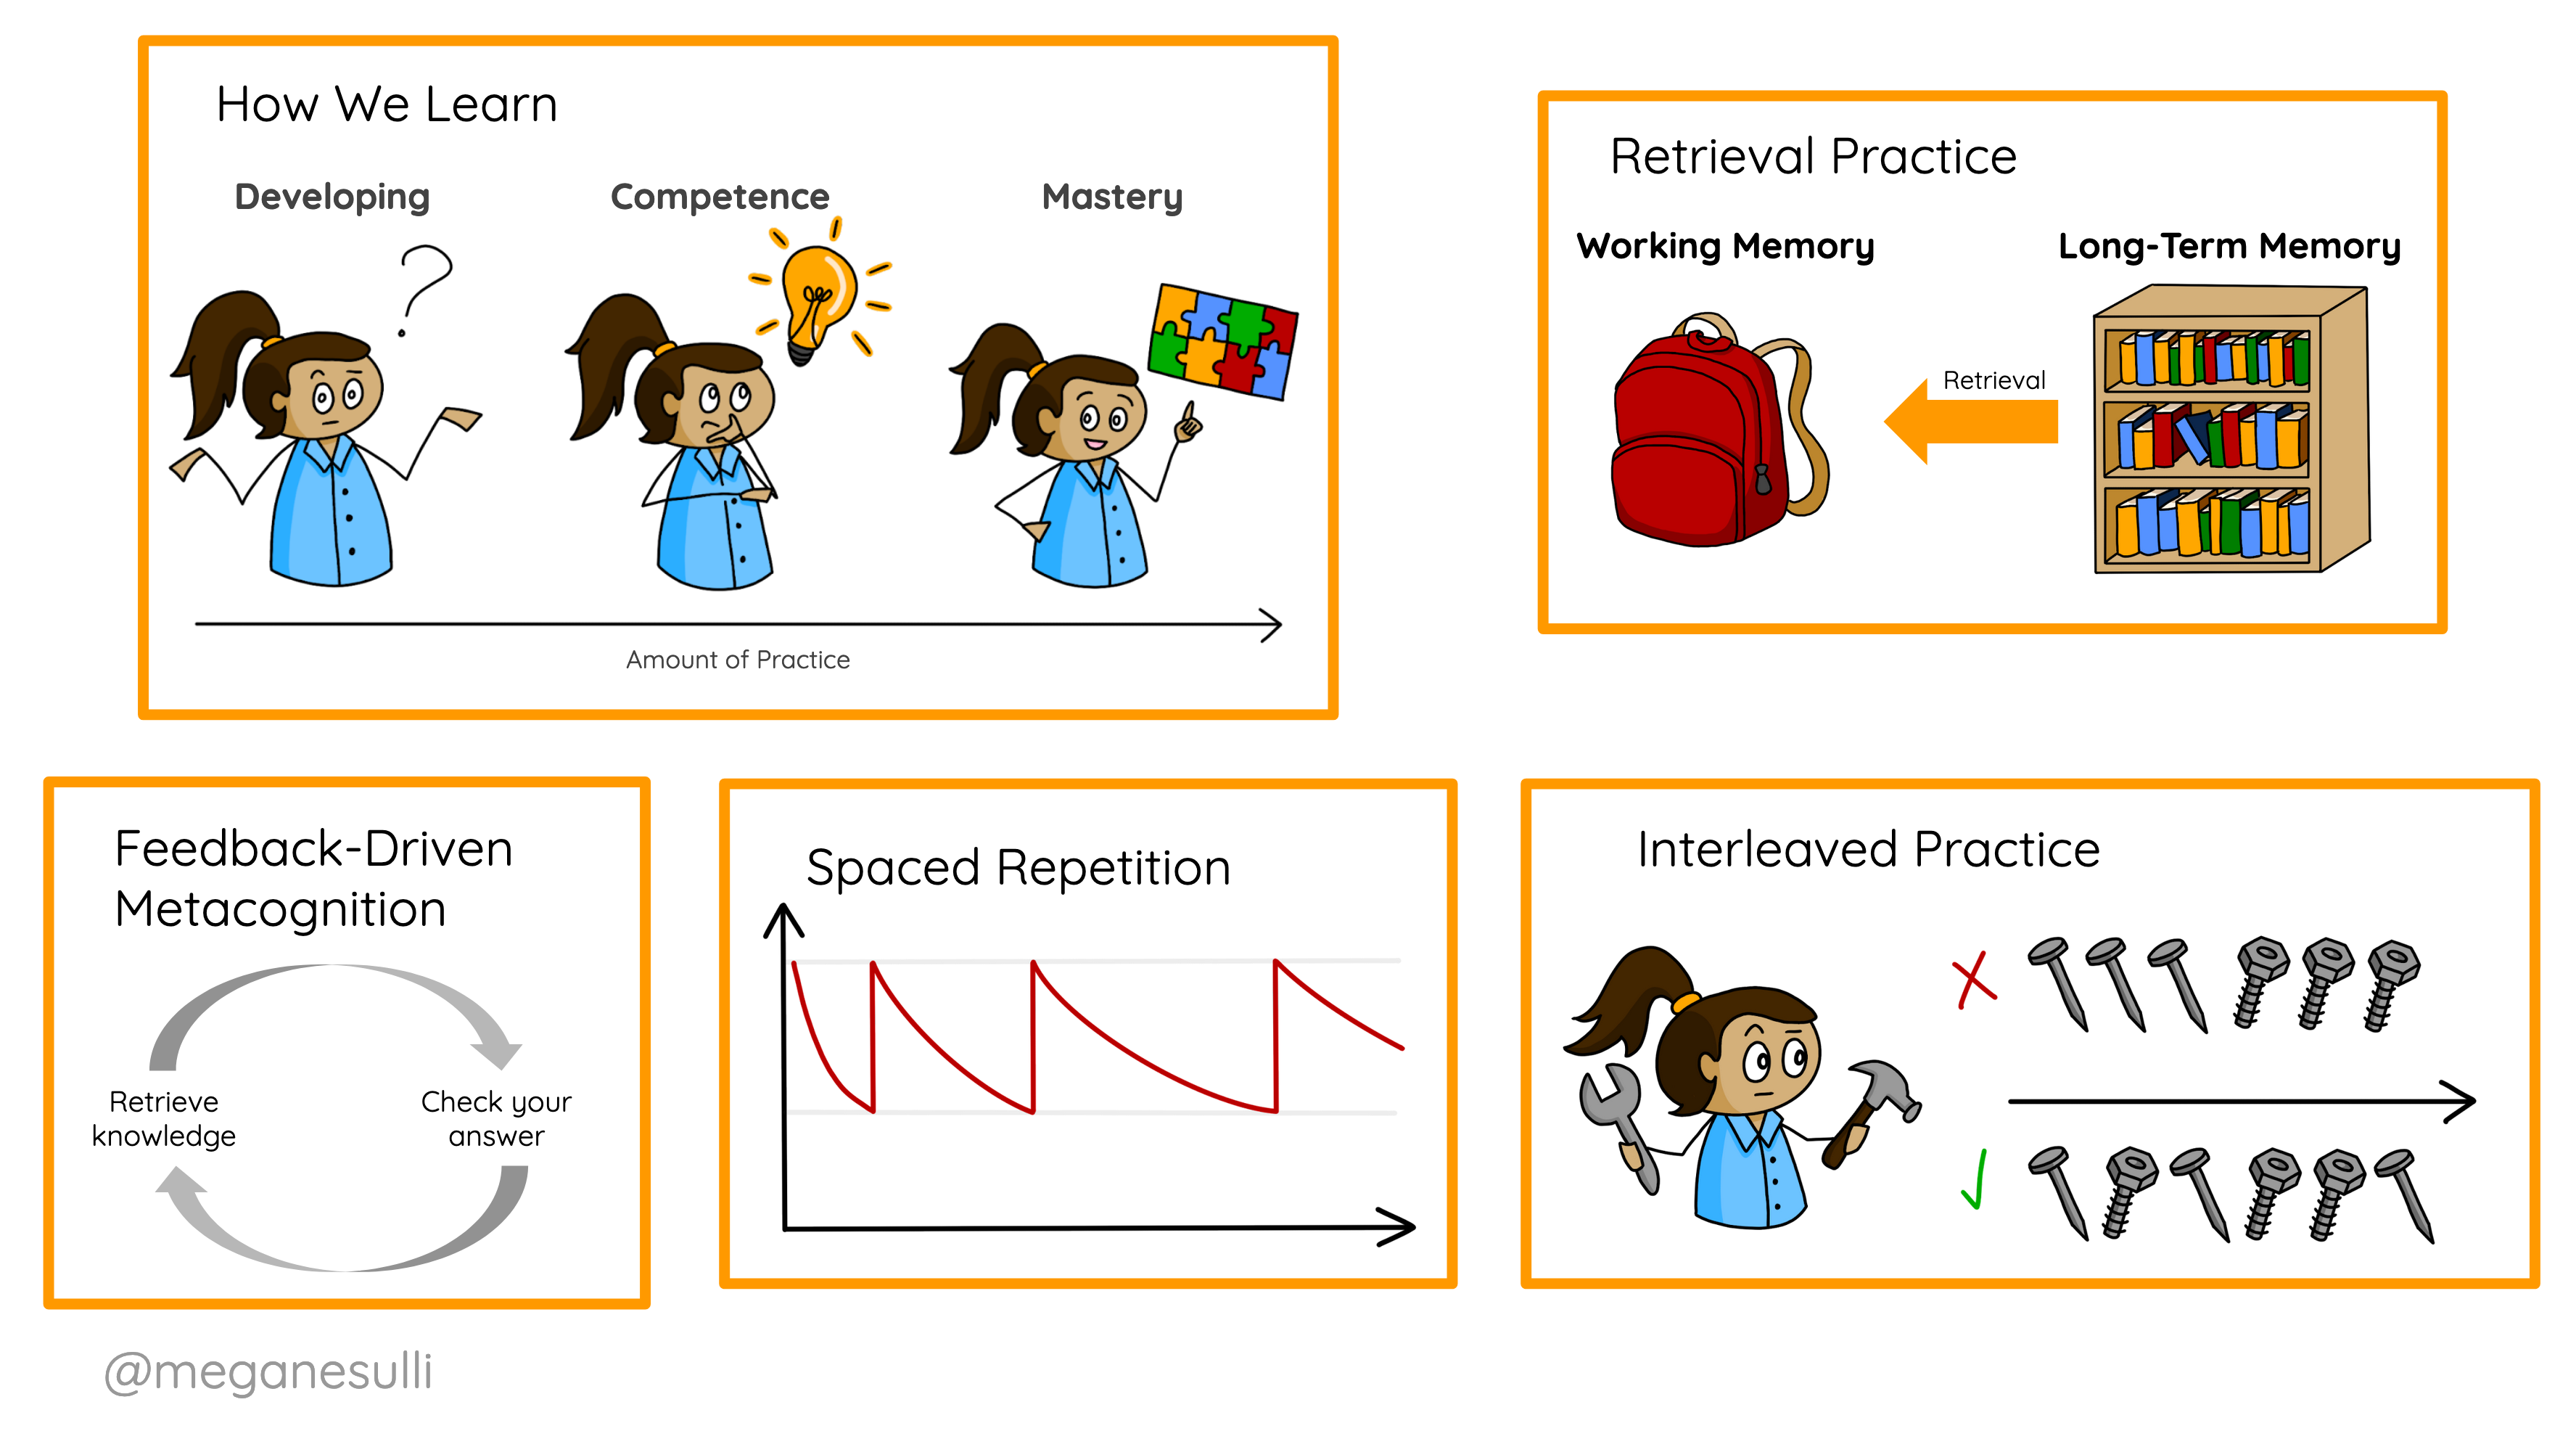 How We Learn
Developing
Competence
Mastery
Amount of Practice
Retrieval Practice
Working Memory
Long-Term Memory
Retrieval
Feedback-Driven
Metacognition
Retrieve
knowledge
Check your
answer
Spaced Repetition
Interleaved Practice
@meganesulli